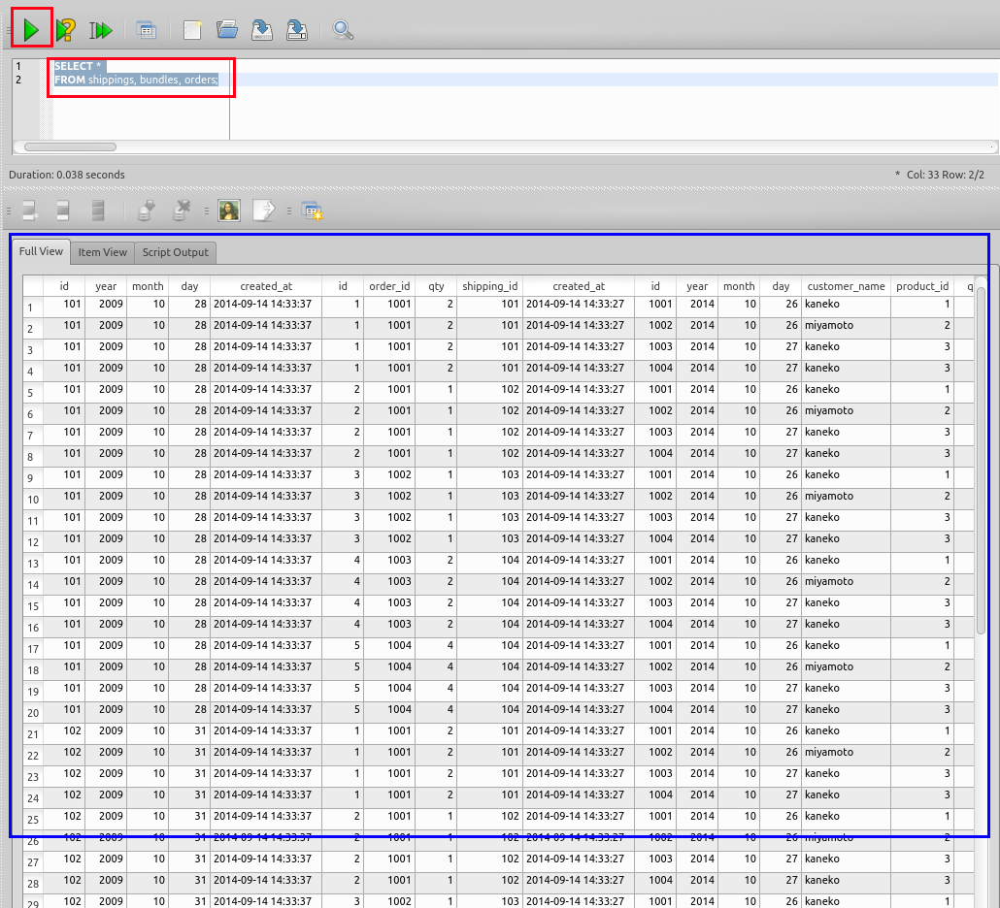 1 SELECT *
2 FROM shippings, bundles, orders;
Duration: 0.038 seconds * Col: 33 Row: 2/2
Full View Item View Script Output
id year month day created_at id order_id qty shipping_id created_at id year month day customer_name product_id q
1 101 2009 10 28 2014-09-14 14:33:37 1 1001 2 101 2014-09-14 14:33:27 1001 2014 10 26 kaneko 1
2 101 2009 10 28 2014-09-14 14:33:37 1 1001 2 101 2014-09-14 14:33:27 1002 2014 10 26 miyamoto 2
3 101 2009 10 28 2014-09-14 14:33:37 1 1001 2 101 2014-09-14 14:33:27 1003 2014 10 27 kaneko 3
4 101 2009 10 28 2014-09-14 14:33:37 1 1001 2 101 2014-09-14 14:33:27 1004 2014 10 27 kaneko 3
5 101 2009 10 28 2014-09-14 14:33:37 2 1001 1 102 2014-09-14 14:33:27 1001 2014 10 26 kaneko 1
6 101 2009 10 28 2014-09-14 14:33:37 2 1001 1 102 2014-09-14 14:33:27 1002 2014 10 26 miyamoto 2
7 101 2009 10 28 2014-09-14 14:33:37 2 1001 1 102 2014-09-14 14:33:27 1003 2014 10 27 kaneko 3
8 101 2009 10 28 2014-09-14 14:33:37 2 1001 1 102 2014-09-14 14:33:27 1004 2014 10 27 kaneko 3
9 101 2009 10 28 2014-09-14 14:33:37 3 1002 1 103 2014-09-14 14:33:27 1001 2014 10 26 kaneko 1
10 101 2009 10 28 2014-09-14 14:33:37 3 1002 1 103 2014-09-14 14:33:27 1002 2014 10 26 miyamoto 2
11 101 2009 10 28 2014-09-14 14:33:37 3 1002 1 103 2014-09-14 14:33:27 1003 2014 10 27 kaneko 3
12 101 2009 10 28 2014-09-14 14:33:37 3 1002 1 103 2014-09-14 14:33:27 1004 2014 10 27 kaneko 3
13 101 2009 10 28 2014-09-14 14:33:37 4 1003 2 104 2014-09-14 14:33:27 1001 2014 10 26 kaneko 1
14 101 2009 10 28 2014-09-14 14:33:37 4 1003 2 104 2014-09-14 14:33:27 1002 2014 10 26 miyamoto 2
15 101 2009 10 28 2014-09-14 14:33:37 4 1003 2 104 2014-09-14 14:33:27 1003 2014 10 27 kaneko 3
16 101 2009 10 28 2014-09-14 14:33:37 4 1003 2 104 2014-09-14 14:33:27 1004 2014 10 27 kaneko 3
17 101 2009 10 28 2014-09-14 14:33:37 5 1004 4 104 2014-09-14 14:33:27 1001 2014 10 26 kaneko 1
18 101 2009 10 28 2014-09-14 14:33:37 5 1004 4 104 2014-09-14 14:33:27 1002 2014 10 26 miyamoto 2
19 101 2009 10 28 2014-09-14 14:33:37 5 1004 4 104 2014-09-14 14:33:27 1003 2014 10 27 kaneko 3
20 101 2009 10 28 2014-09-14 14:33:37 5 1004 4 104 2014-09-14 14:33:27 1004 2014 10 27 kaneko 3
21 102 2009 10 31 2014-09-14 14:33:37 1 1001 2 101 2014-09-14 14:33:27 1001 2014 10 26 kaneko 1
22 102 2009 10 31 2014-09-14 14:33:37 1 1001 2 101 2014-09-14 14:33:27 1002 2014 10 26 miyamoto 2
23 102 2009 10 31 2014-09-14 14:33:37 1 1001 2 101 2014-09-14 14:33:27 1003 2014 10 27 kaneko 3
24 102 2009 10 31 2014-09-14 14:33:37 1 1001 2 101 2014-09-14 14:33:27 1004 2014 10 27 kaneko 3
25 102 2009 10 31 2014-09-14 14:33:37 2 1001 1 102 2014-09-14 14:33:27 1001 2014 10 26 kaneko 1
26 102 2009 10 31 2014-09-14 14:33:37 2 1001 1 102 2014-09-14 14:33:27 1002 2014 10 26 miyamoto 2
27 102 2009 10 31 2014-09-14 14:33:37 2 1001 1 102 2014-09-14 14:33:27 1003 2014 10 27 kaneko 3
28 102 2009 10 31 2014-09-14 14:33:37 2 1001 1 102 2014-09-14 14:33:27 1004 2014 10 27 kaneko 3
29 102 2009 10 31 2014-09-14 14:33:37 3 1002 1 103 2014-09-14 14:33:27 1001 2014 10 26 kaneko 1